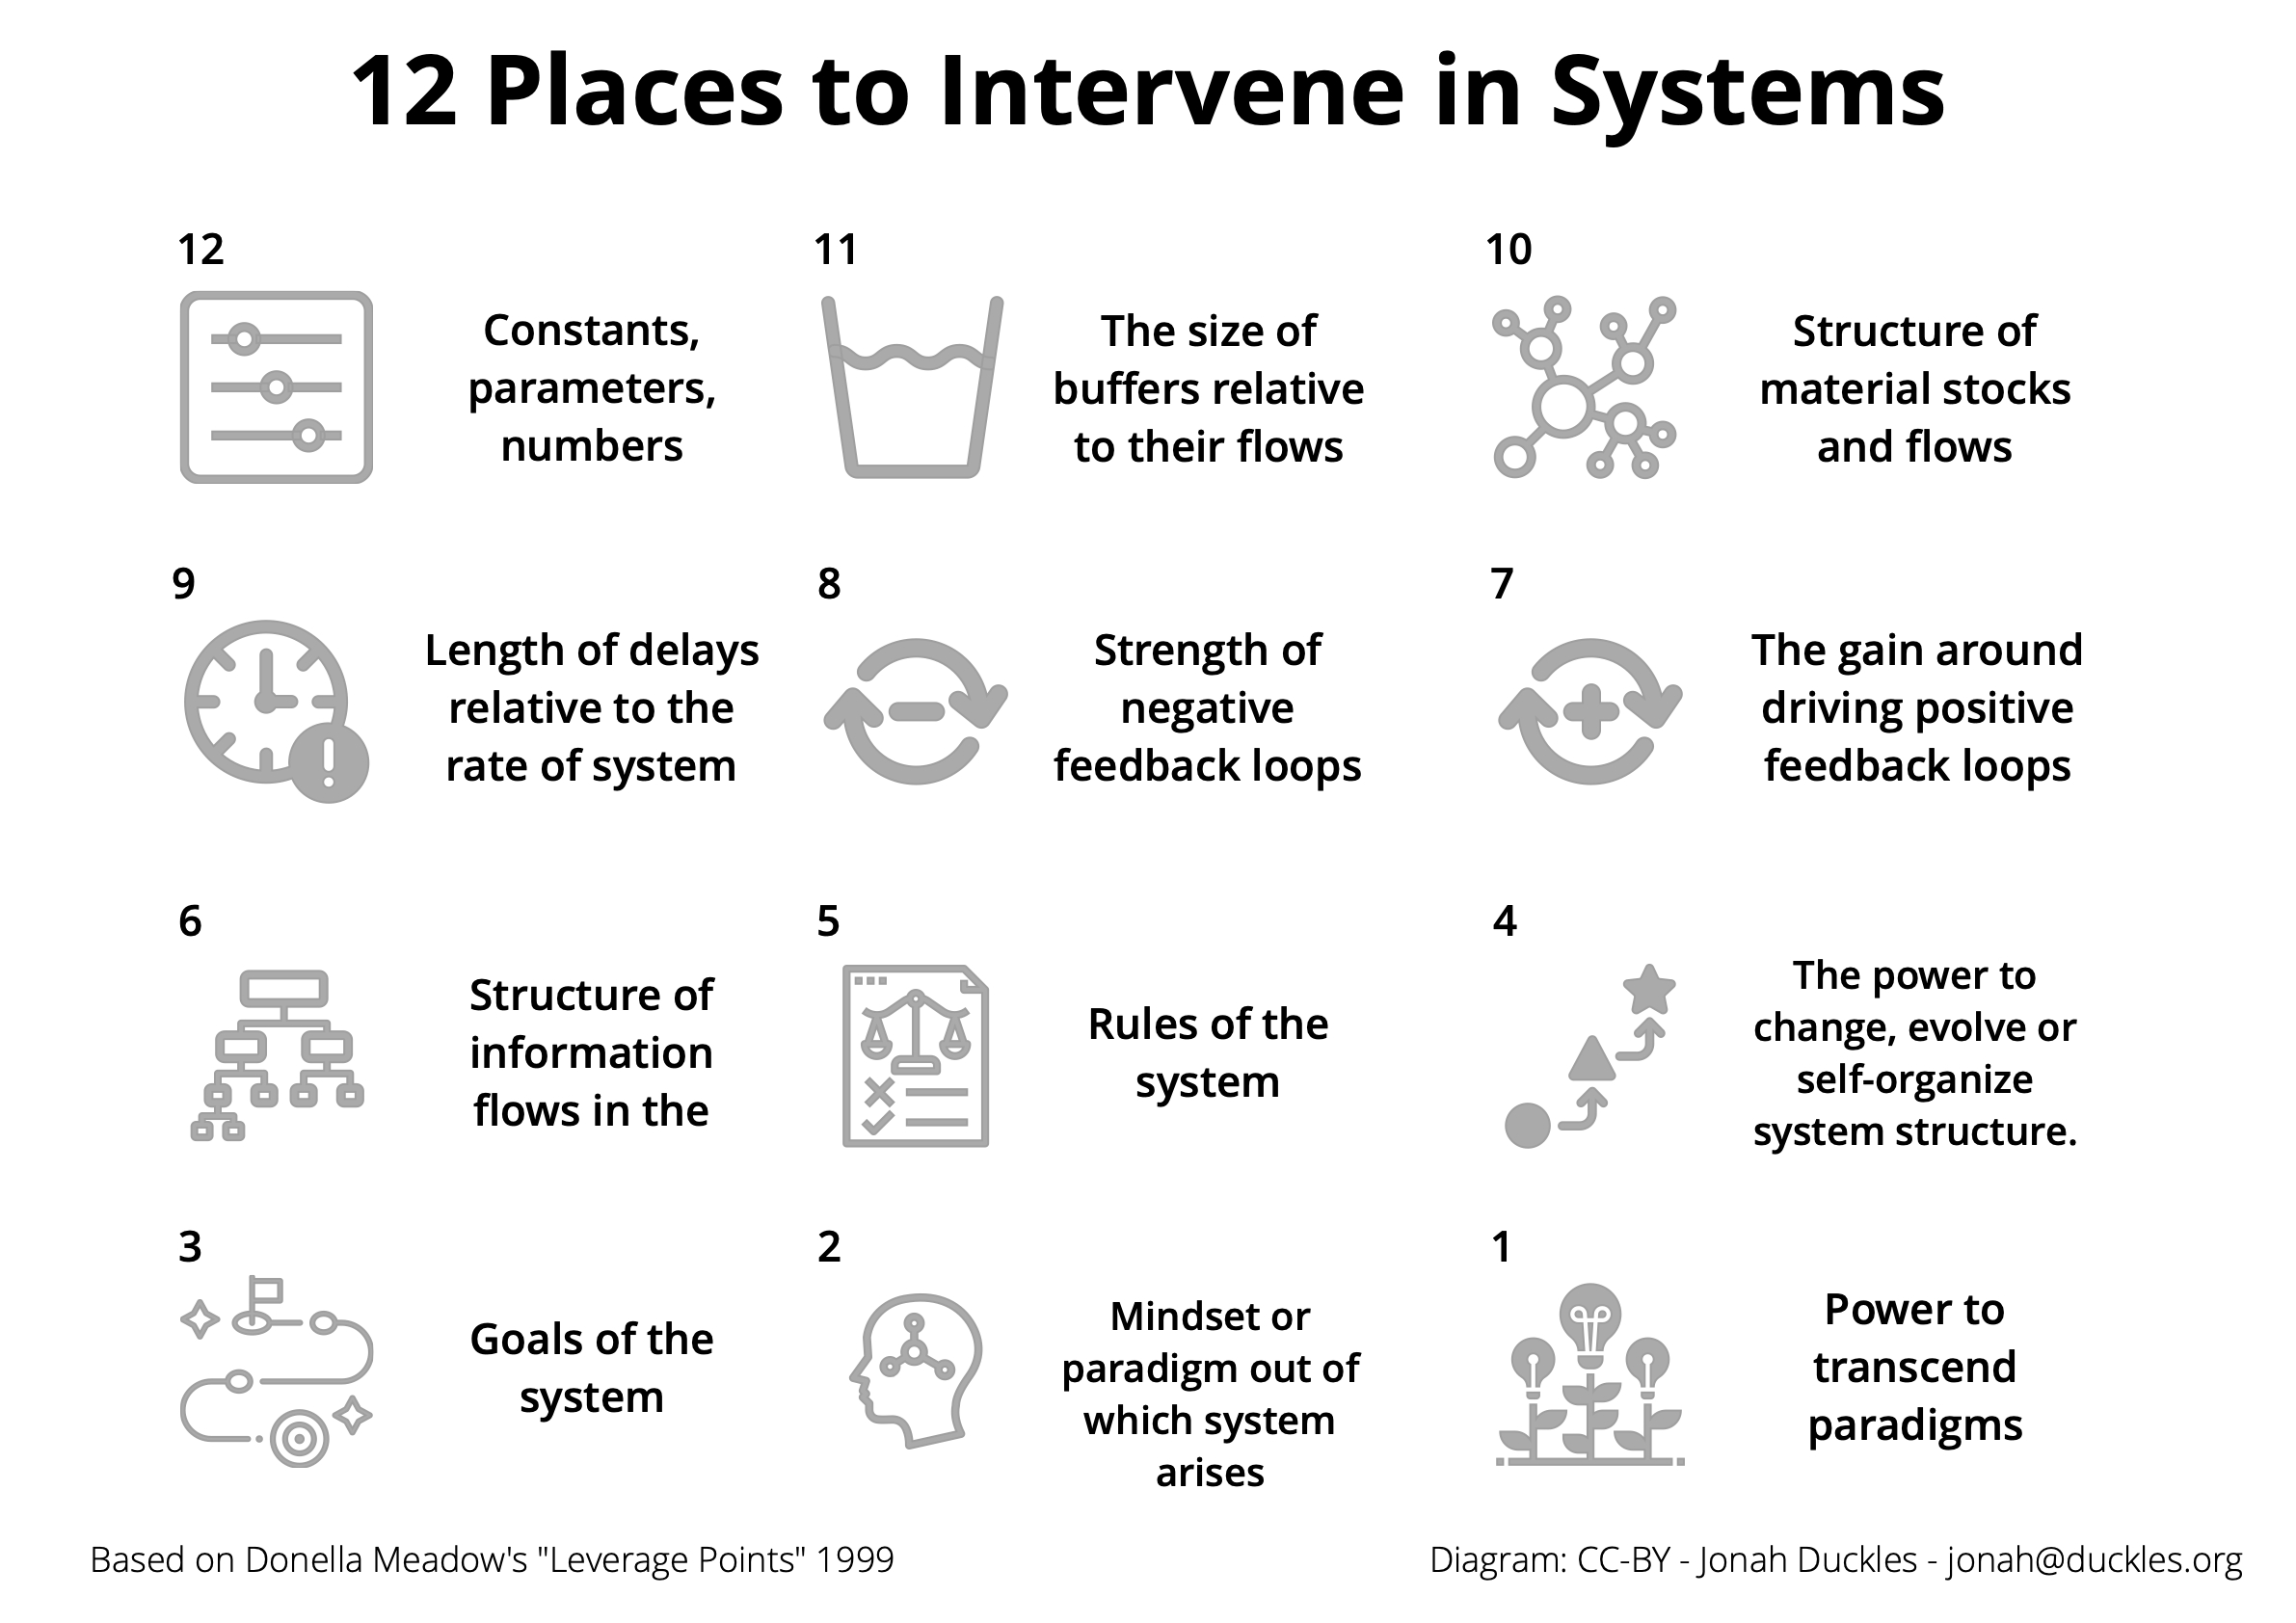 12 Places to Intervene in Systems
12
Constants,
parameters,
numbers
11
The size of
buffers relative
to their flows
10
Structure of
material stocks
and flows
9
Length of delays
relative to the
rate of system
8
Strength of
negative
feedback loops
7
The gain around
driving positive
feedback loops
6
Structure of
information
flows in the
5
Rules of the
system
4
The power to
change, evolve or
self-organize
system structure.
3
Goals of the
system
2
Mindset or
paradigm out of
which system
arises
1
Power to
transcend
paradigms
Based on Donella Meadow's "Leverage Points" 1999
Diagram: CC-BY - Jonah Duckles - jonah@duckles.org